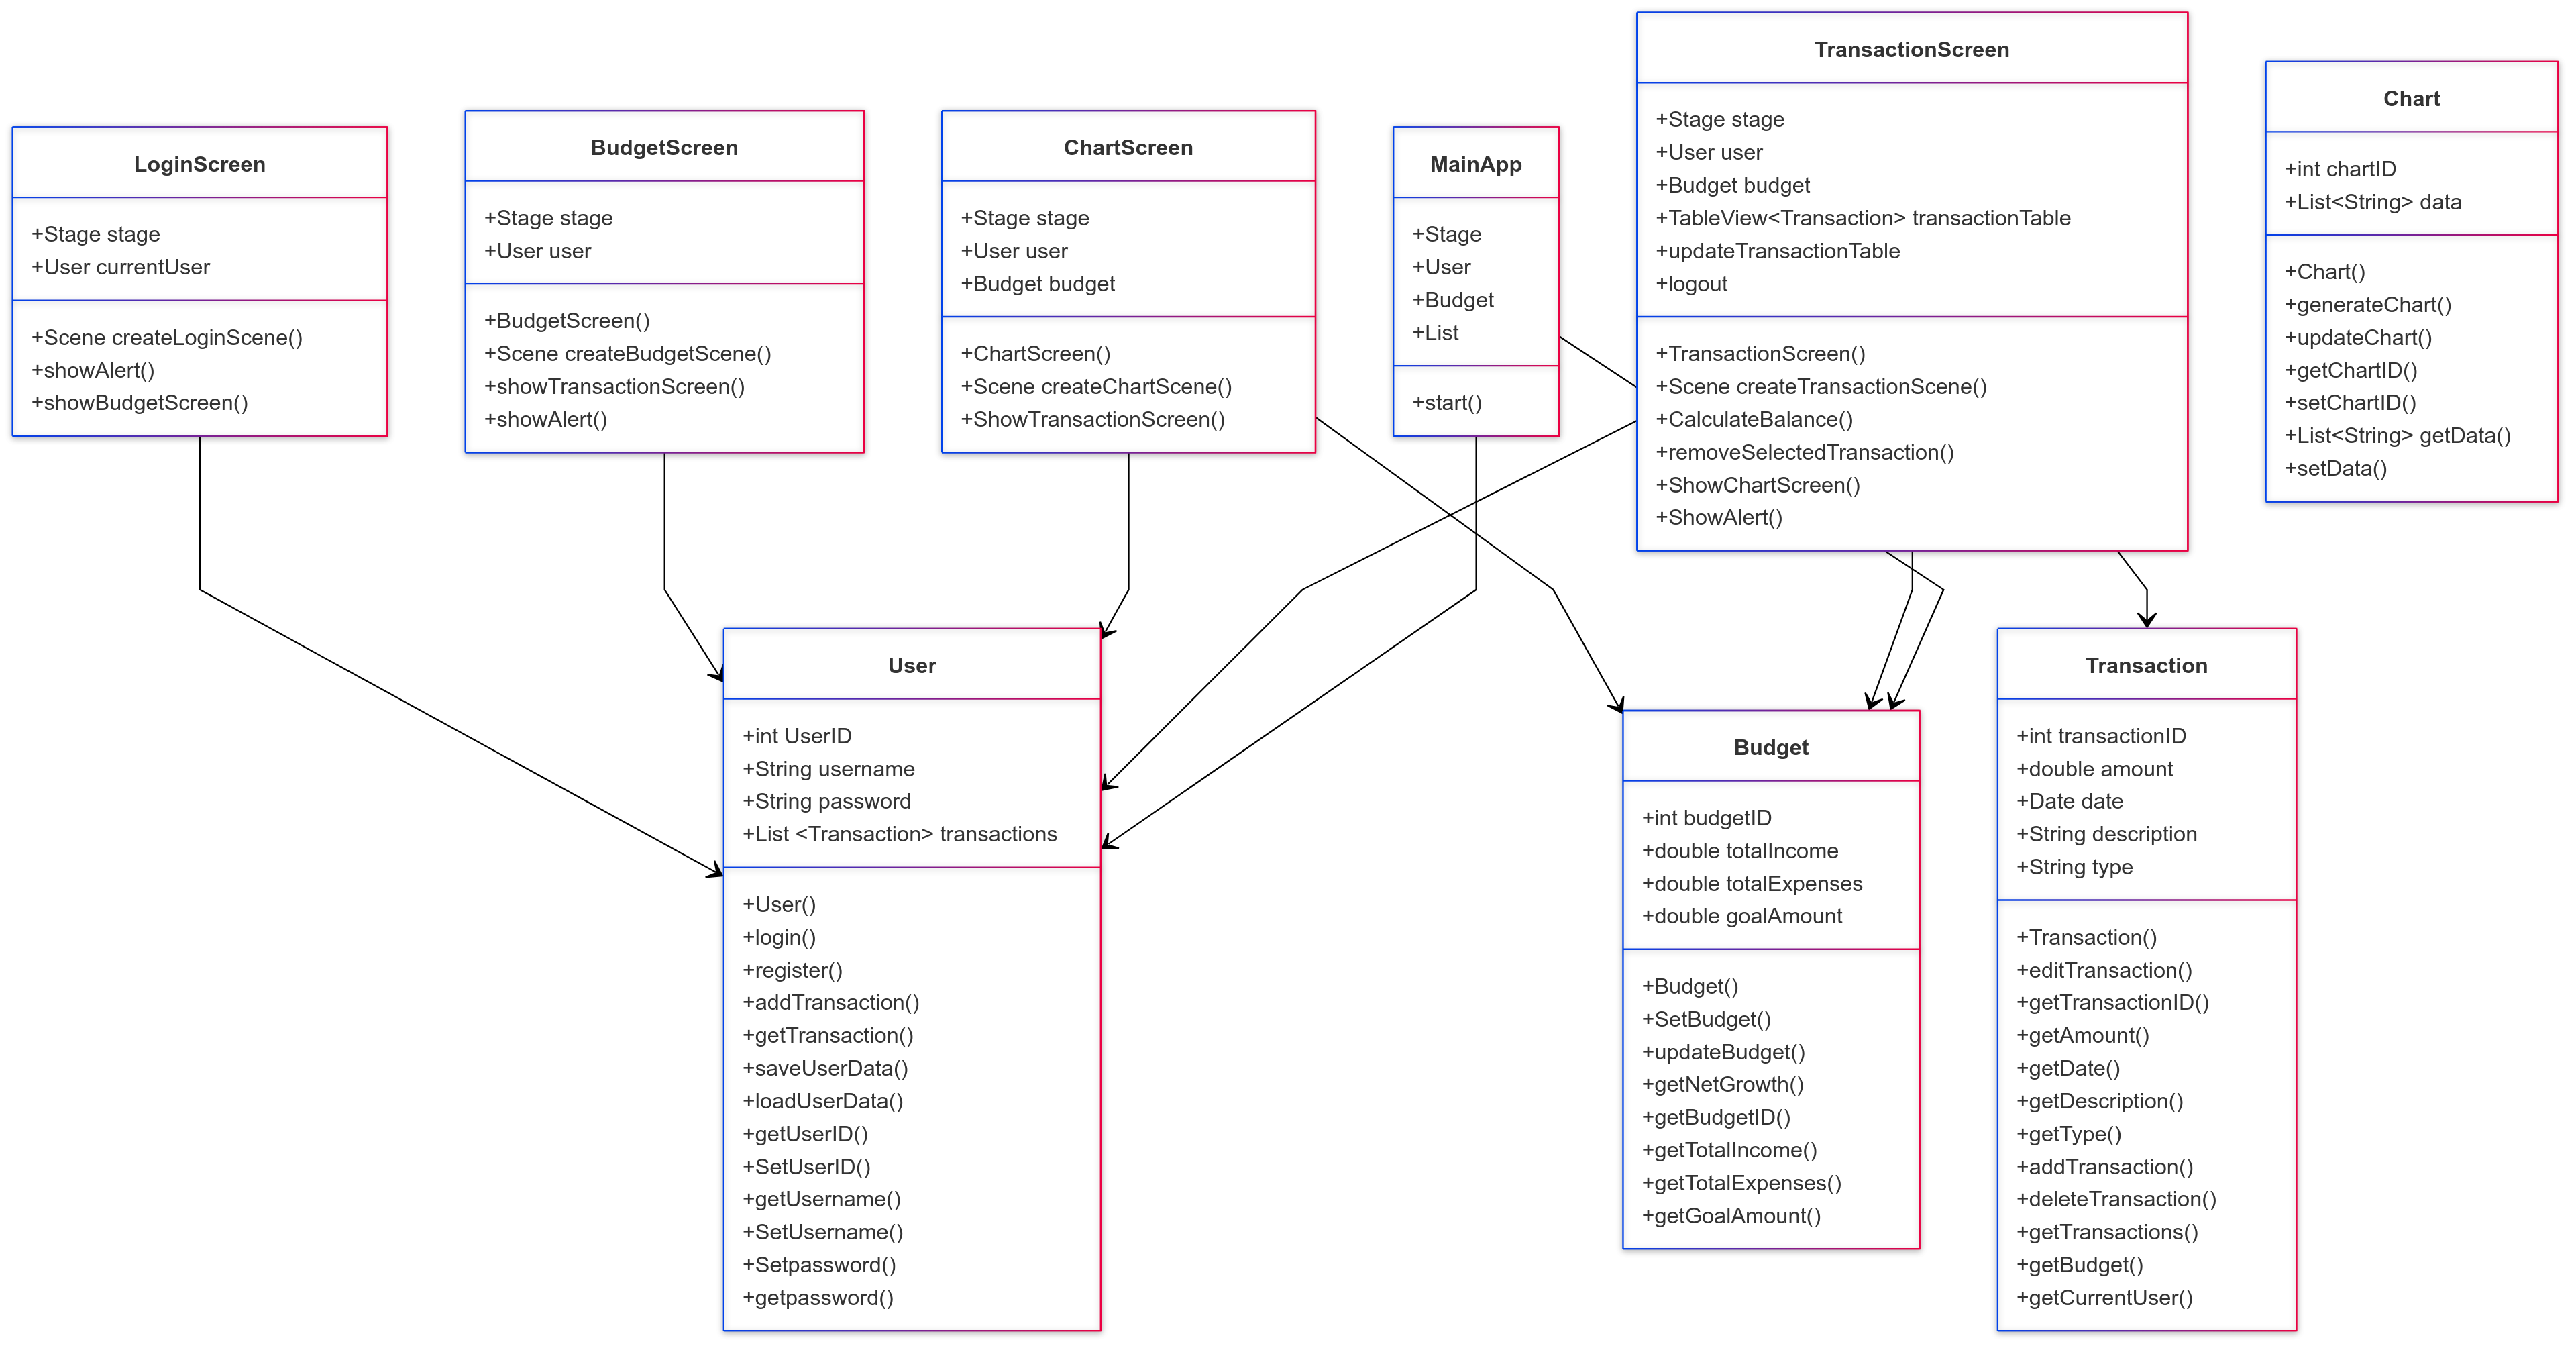 LoginScreen
+Stage stage
+User currentUser
+Scene createLoginScene()
+showAlert()
+showBudgetScreen()
BudgetScreen
+Stage stage
+User user
+BudgetScreen()
+Scene createBudgetScene()
+showTransactionScreen()
+showAlert()
ChartScreen
+Stage stage
+User user
+Budget budget
+ChartScreen()
+Scene createChartScene()
+ShowTransactionScreen()
MainApp
+Stage
+User
+Budget
+List
+start()
TransactionScreen
+Stage stage
+User user
+Budget budget
+TableView<Transaction> transactionTable
+updateTransactionTable
+logout
+TransactionScreen()
+Scene createTransactionScene()
+CalculateBalance()
+removeSelectedTransaction()
+ShowChartScreen()
+ShowAlert()
Chart
+int chartID
+List<String> data
+Chart()
+generateChart()
+updateChart()
+getChartID()
+setChartID()
+List<String> getData()
+setData()
User
+int UserID
+String username
+String password
+List <Transaction> transactions
+User()
+login()
+register()
+addTransaction()
+getTransaction()
+saveUserData()
+loadUserData()
+getUserID()
+SetUserID()
+getUsername()
+SetUsername()
+Setpassword()
+getpassword()
Budget
+int budgetID
+double totalIncome
+double totalExpenses
+double goalAmount
+Budget()
+SetBudget()
+updateBudget()
+getNetGrowth()
+getBudgetID()
+getTotalIncome()
+getTotalExpenses()
+getGoalAmount()
Transaction
+int transactionID
+double amount
+Date date
+String description
+String type
+Transaction()
+editTransaction()
+getTransactionID()
+getAmount()
+getDate()
+getDescription()
+getType()
+addTransaction()
+deleteTransaction()
+getTransactions()
+getBudget()
+getCurrentUser()